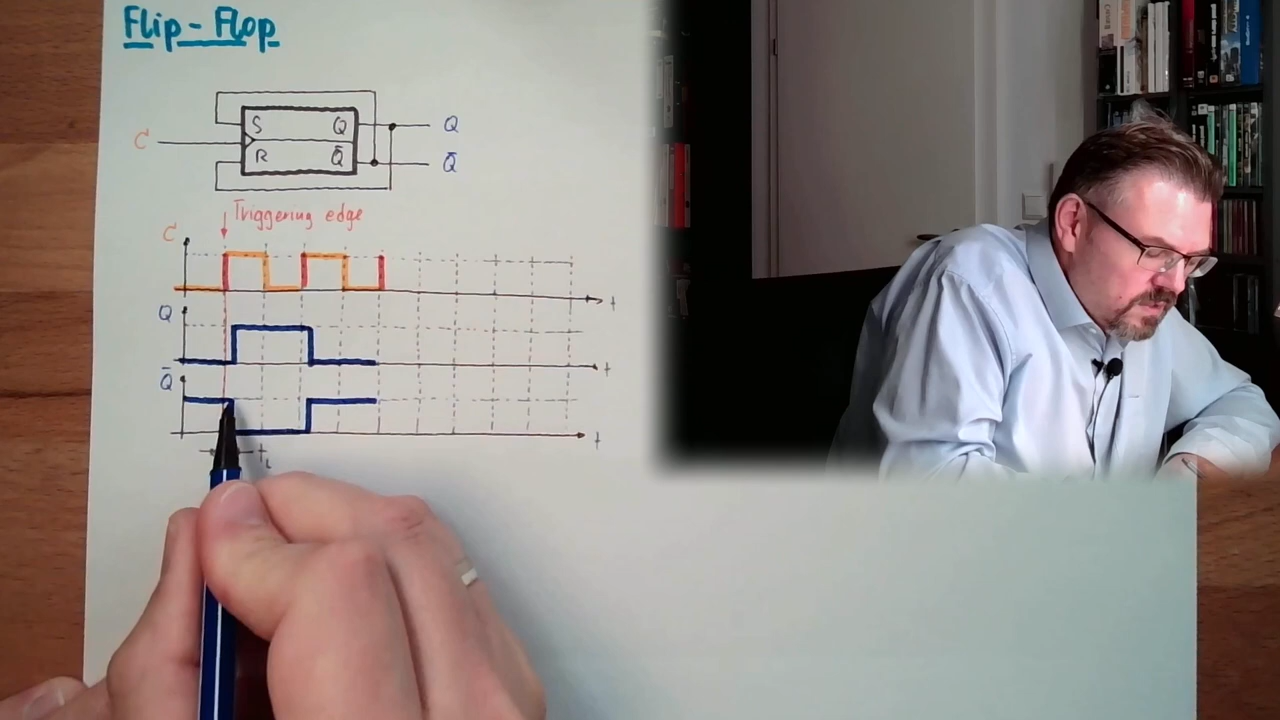 Flip-Flop
S Q Q
C
R Q̄ Q̄
Triggering edge
C
t
Q
t
Q̄
t